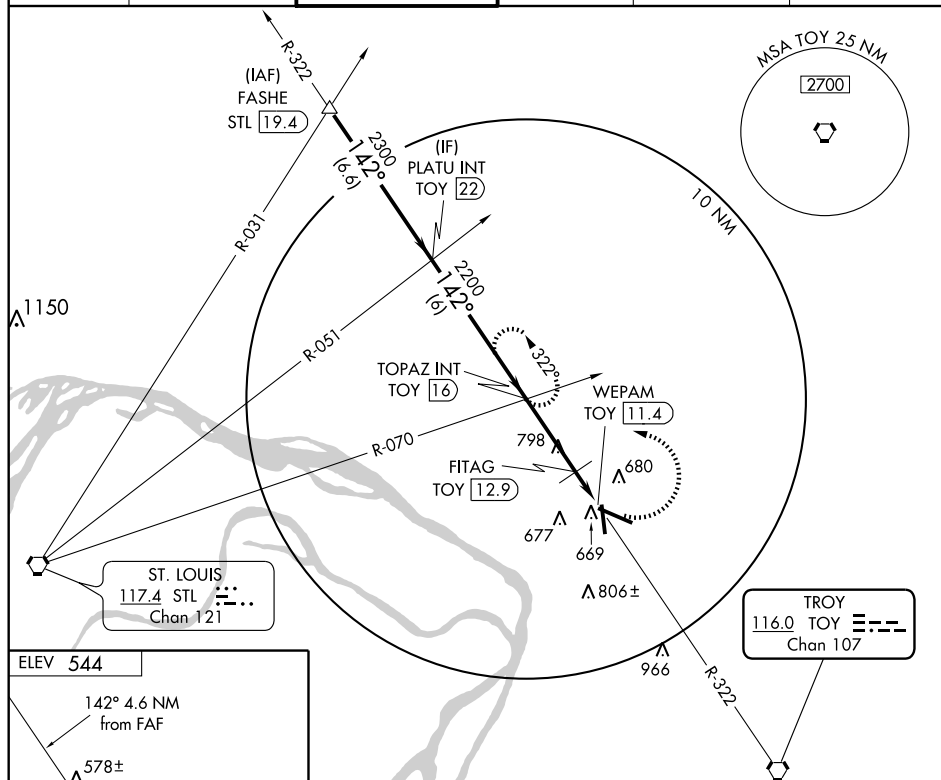 MSA TOY 25 NM
2700
R-322
(IAF)
FASHE
STL 19.4
2300
142°
(6.6)
(IF)
PLATU INT
TOY 22
10 NM
R-031
1150
2200
142°
(6)
R-051
322°
TOPAZ INT
TOY 16
WEPAM
TOY 11.4
R-070
798
680
FITAG
TOY 12.9
677
669
806±
ST. LOUIS
117.4 STL
Chan 121
TROY
116.0 TOY
Chan 107
966
R-322
ELEV 544
142° 4.6 NM
from FAF
578±